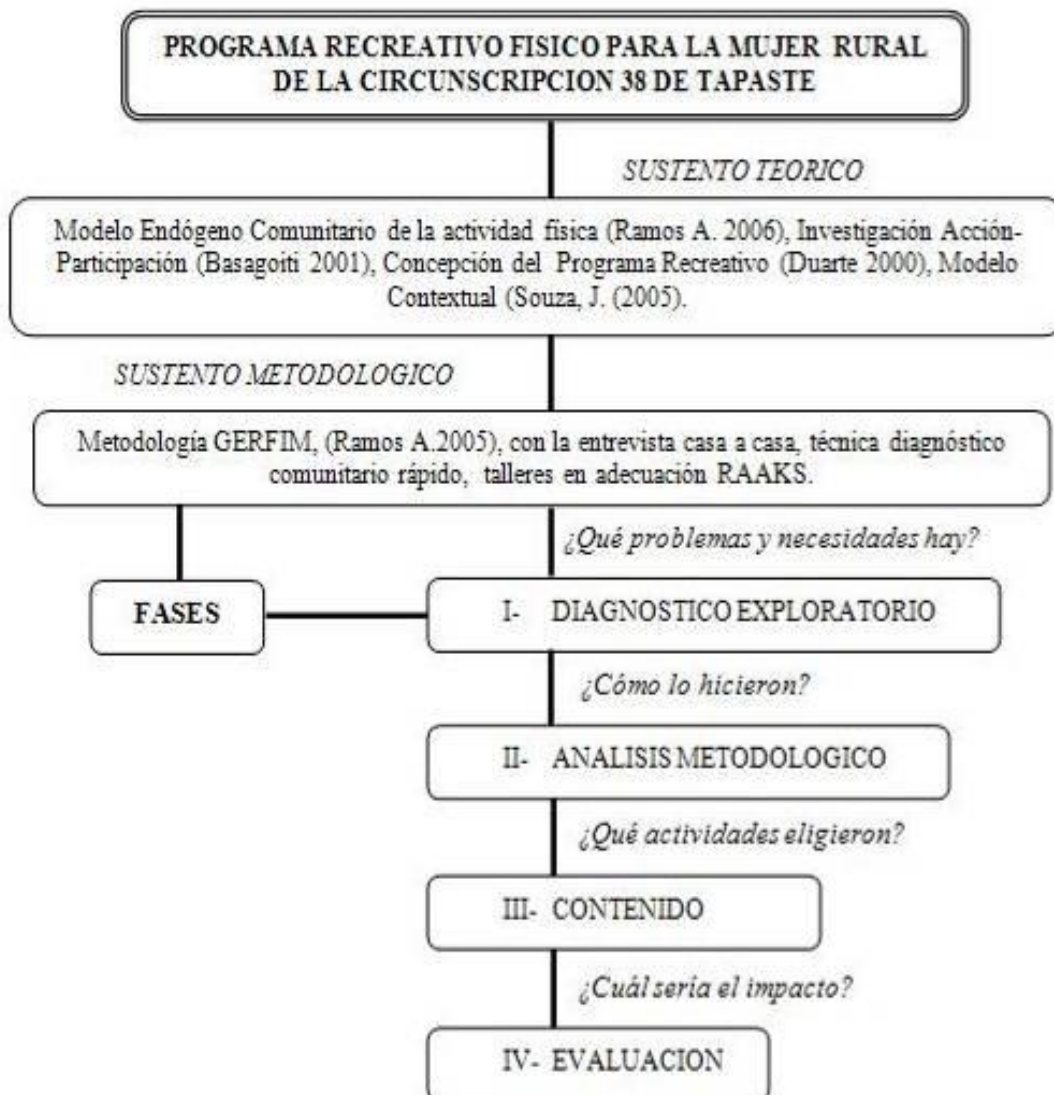 PROGRAMA RECREATIVO FISICO PARA LA MUJER RURAL
DE LA CIRCUNSCRIPCION 38 DE TAPASTE
SUSTENTO TEORICO
Modelo Endógeno Comunitario de la actividad física (Ramos A. 2006), Investigación Acción-
Participación (Basagoiti 2001), Concepción del Programa Recreativo (Duarte 2000), Modelo
Contextual (Souza, J. (2005).
SUSTENTO METODOLOGICO
Metodología GERFIM, (Ramos A.2005), con la entrevista casa a casa, técnica diagnóstico
comunitario rápido, talleres en adecuación RAAKS.
¿Qué problemas y necesidades hay?
FASES
I- DIAGNOSTICO EXPLORATORIO
¿Cómo lo hicieron?
II- ANALISIS METODOLOGICO
¿Qué actividades eligieron?
III- CONTENIDO
¿Cuál sería el impacto?
IV- EVALUACION